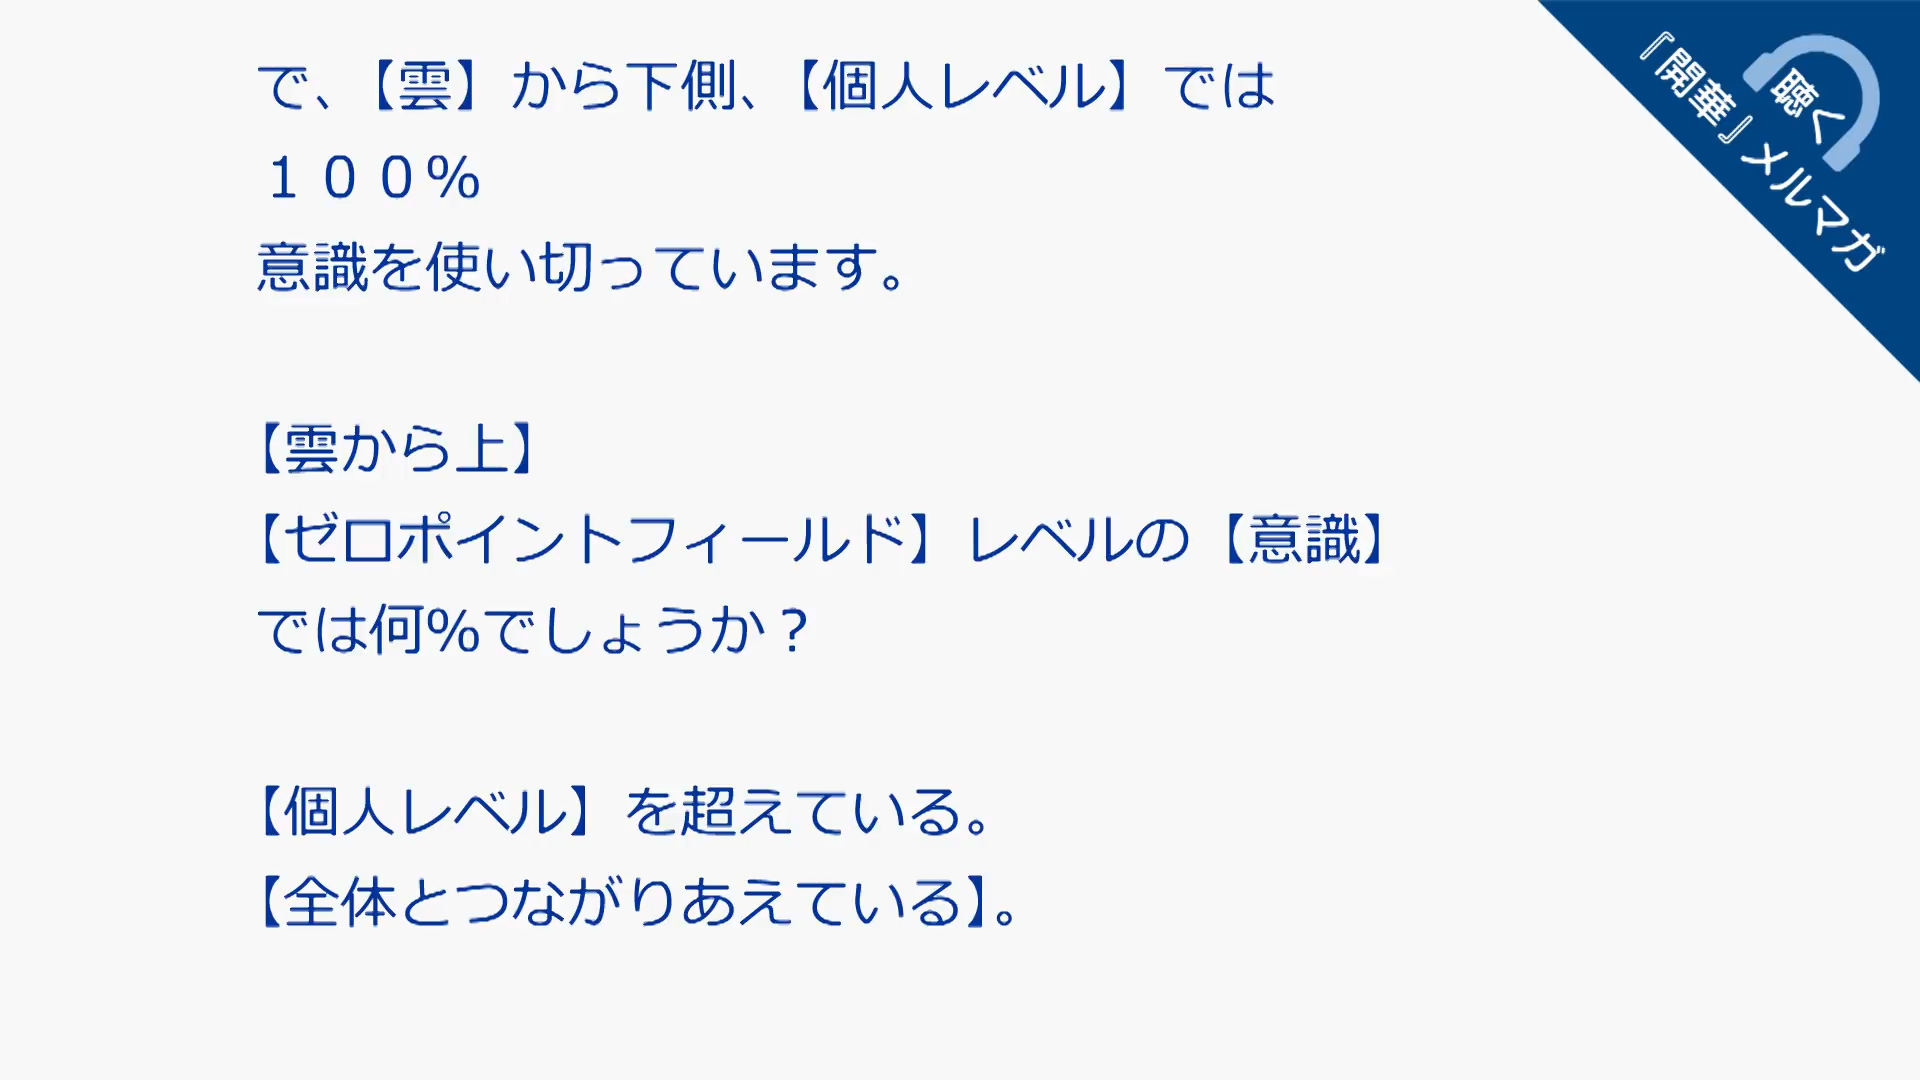 で、【雲】から下側、【個人レベル】では
１００％
意識を使い切っています。
【雲から上】
【ゼロポイントフィールド】レベルの【意識】
では何％でしょうか？
【個人レベル】を超えている。
【全体とつながりあえている】。
聴く
『開華』メルマガ